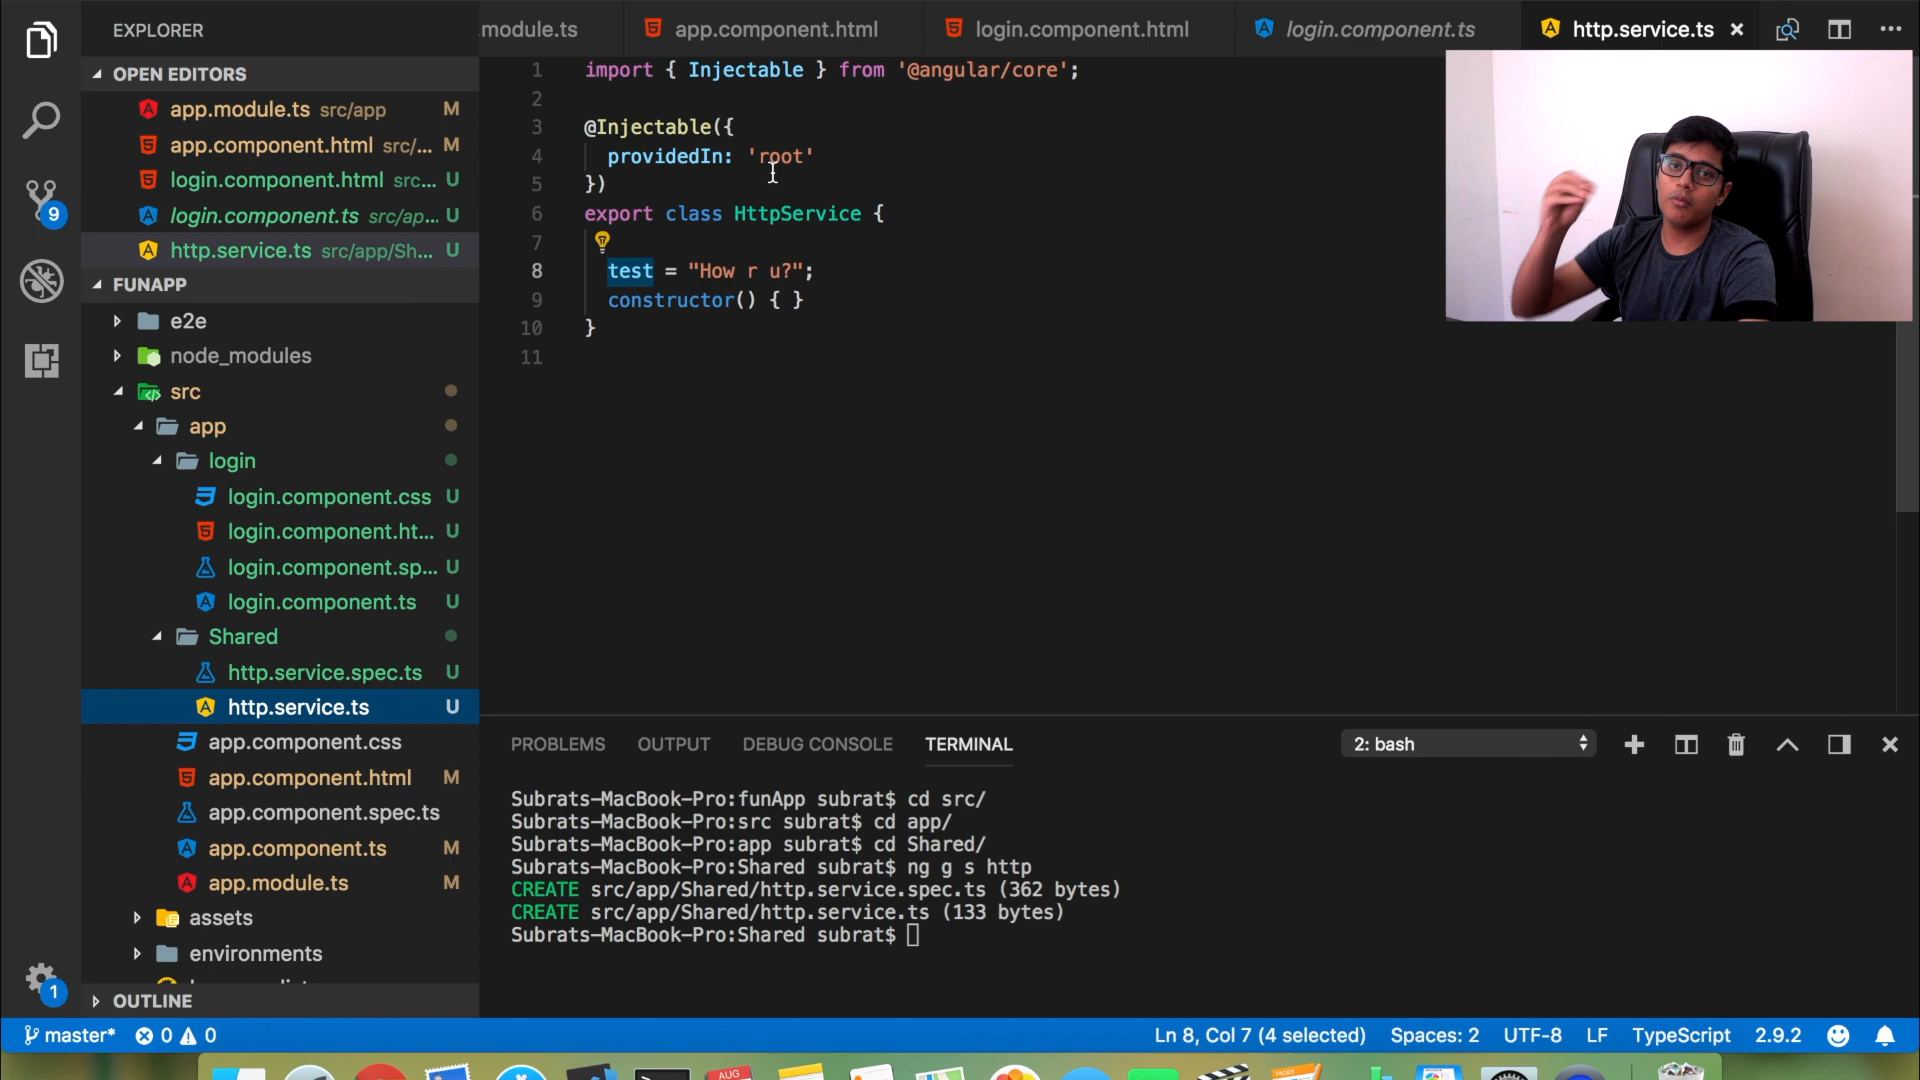 EXPLORER
module.ts
app.component.html
login.component.html
login.component.ts
http.service.ts
OPEN EDITORS
app.module.ts src/app M
app.component.html src/... M
login.component.html src... U
login.component.ts src/ap... U
http.service.ts src/app/Sh... U
FUNAPP
e2e
node_modules
src
app
login
login.component.css U
login.component.ht... U
login.component.sp... U
login.component.ts U
Shared
http.service.spec.ts U
http.service.ts U
app.component.css
app.component.html M
app.component.spec.ts
app.component.ts M
app.module.ts M
assets
environments
OUTLINE
9
1
1 import { Injectable } from '@angular/core';
2
3 @Injectable({
4 providedIn: 'root'
5 })
6 export class HttpService {
7
8 test = "How r u?";
9 constructor() { }
10 }
11
PROBLEMS OUTPUT DEBUG CONSOLE TERMINAL 2: bash
Subrats-MacBook-Pro:funApp subrat$ cd src/
Subrats-MacBook-Pro:src subrat$ cd app/
Subrats-MacBook-Pro:app subrat$ cd Shared/
Subrats-MacBook-Pro:Shared subrat$ ng g s http
CREATE src/app/Shared/http.service.spec.ts (362 bytes)
CREATE src/app/Shared/http.service.ts (133 bytes)
Subrats-MacBook-Pro:Shared subrat$
master* 0 0 Ln 8, Col 7 (4 selected) Spaces: 2 UTF-8 LF TypeScript 2.9.2
AUG